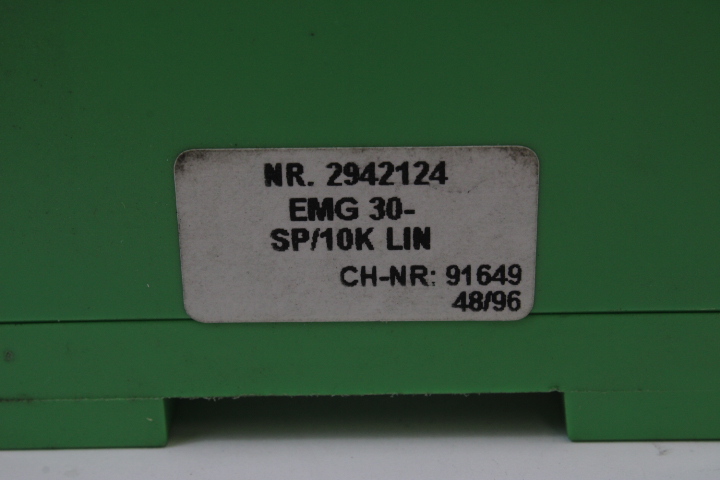 NR. 2942124
EMG 30-
SP/10K LIN
CH-NR: 91649
48/96